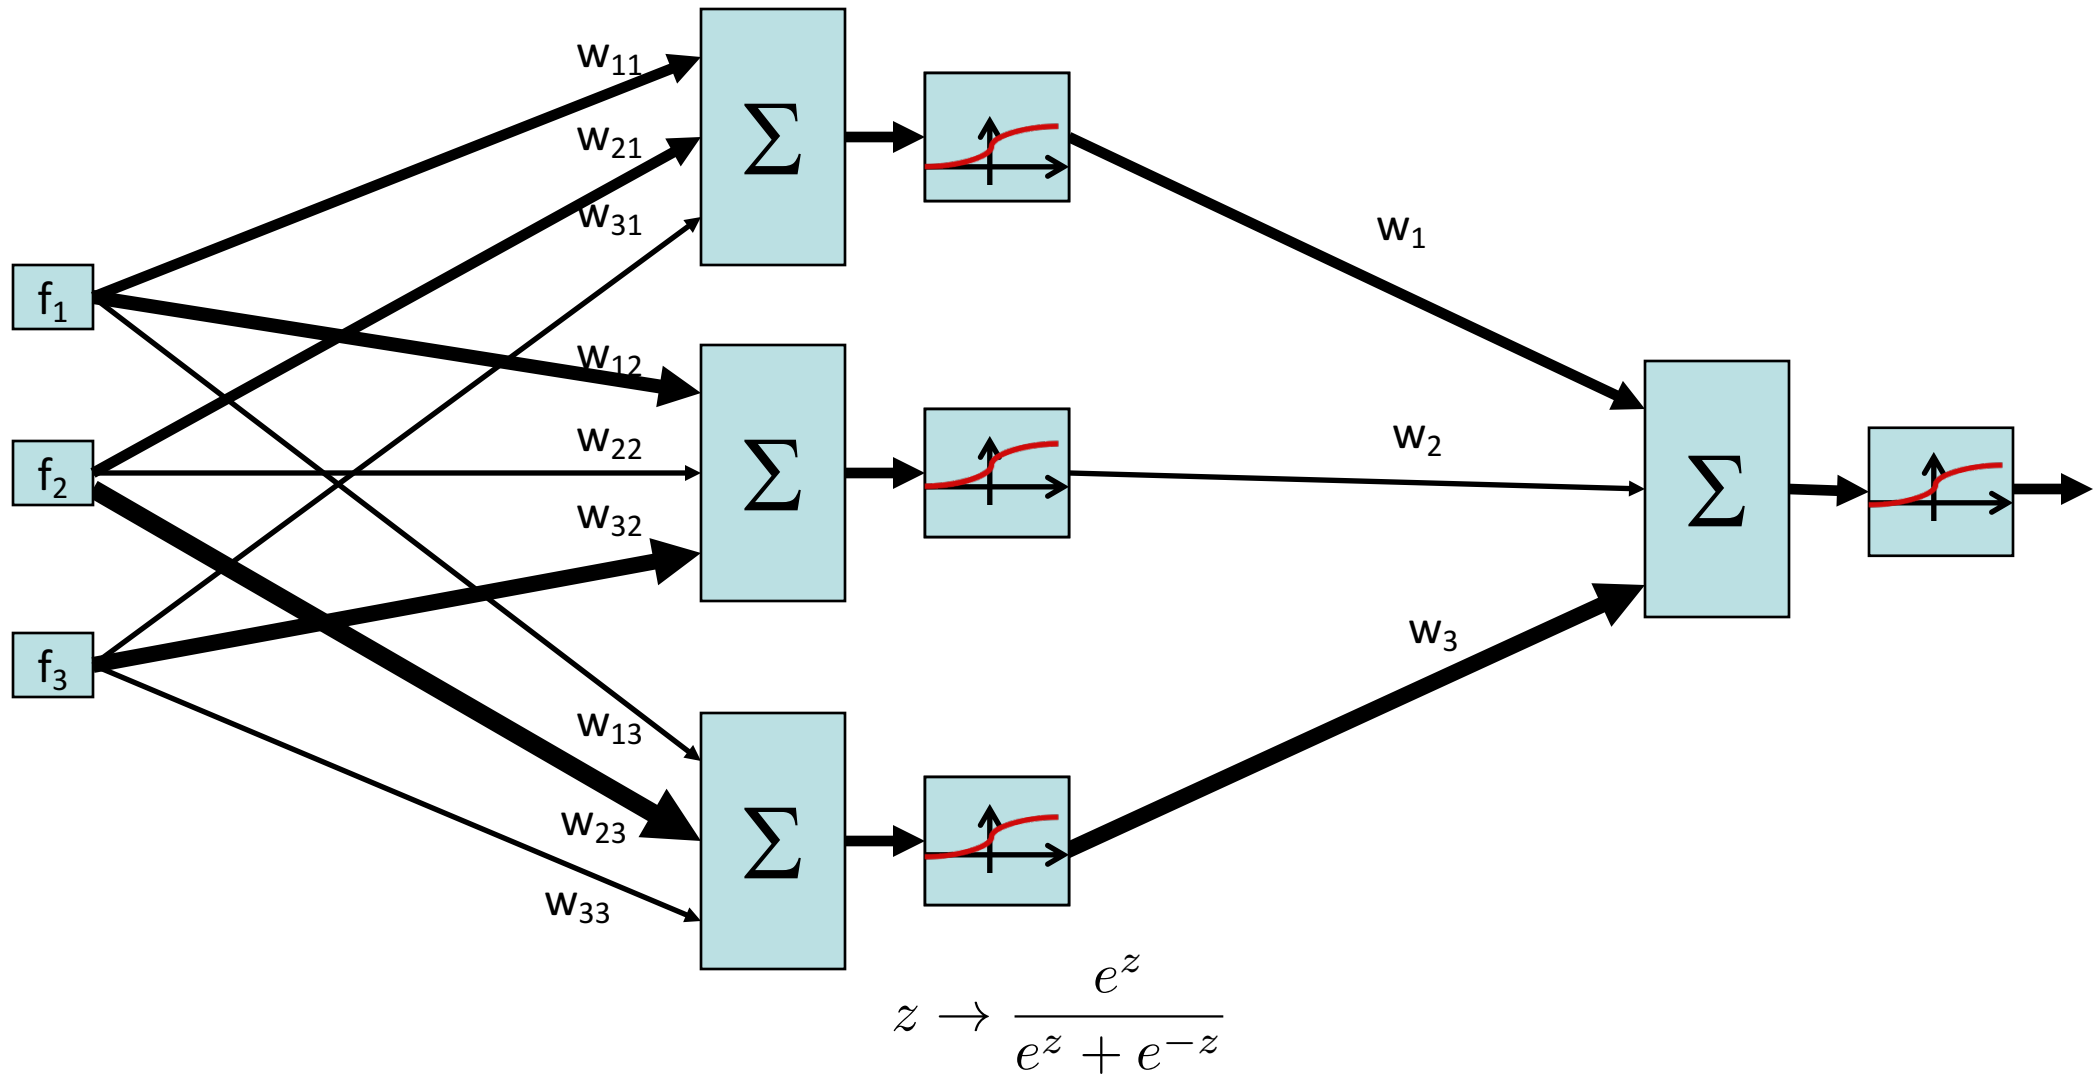 w₁₁
w₂₁
w₃₁
f₁
w₁₂
f₂
w₂₂
w₃₂
f₃
w₁₃
w₂₃
w₃₃
Σ
Σ
Σ
w₁
w₂
w₃
Σ
z → e^z / (e^z + e^{-z})